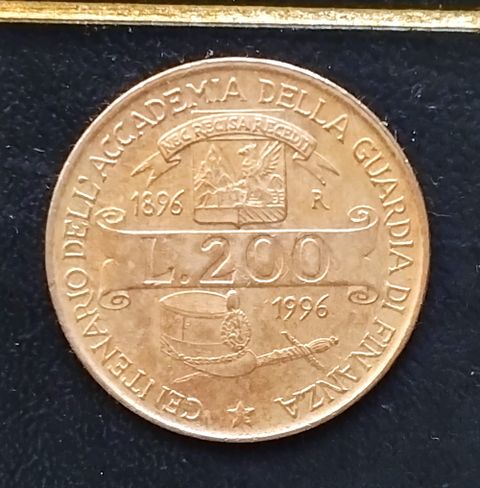 CENTENARIO DELL'ACCADEMIA DELLA GUARDIA DI FINANZA
NEC RECISA RECEDIT
1896 R
L.200
1996